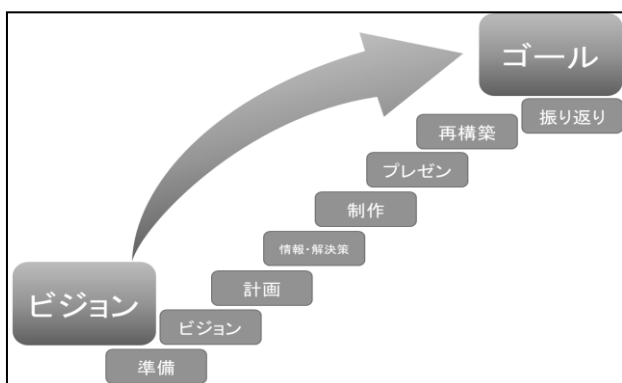 ゴール
振り返り
再構築
プレゼン
制作
情報・解決策
計画
ビジョン
ビジョン
準備